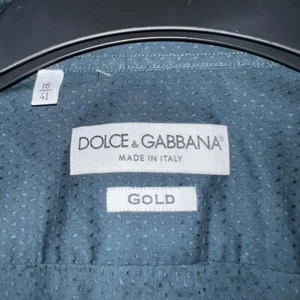 16
41
DOLCE & GABBANA®
MADE IN ITALY
GOLD